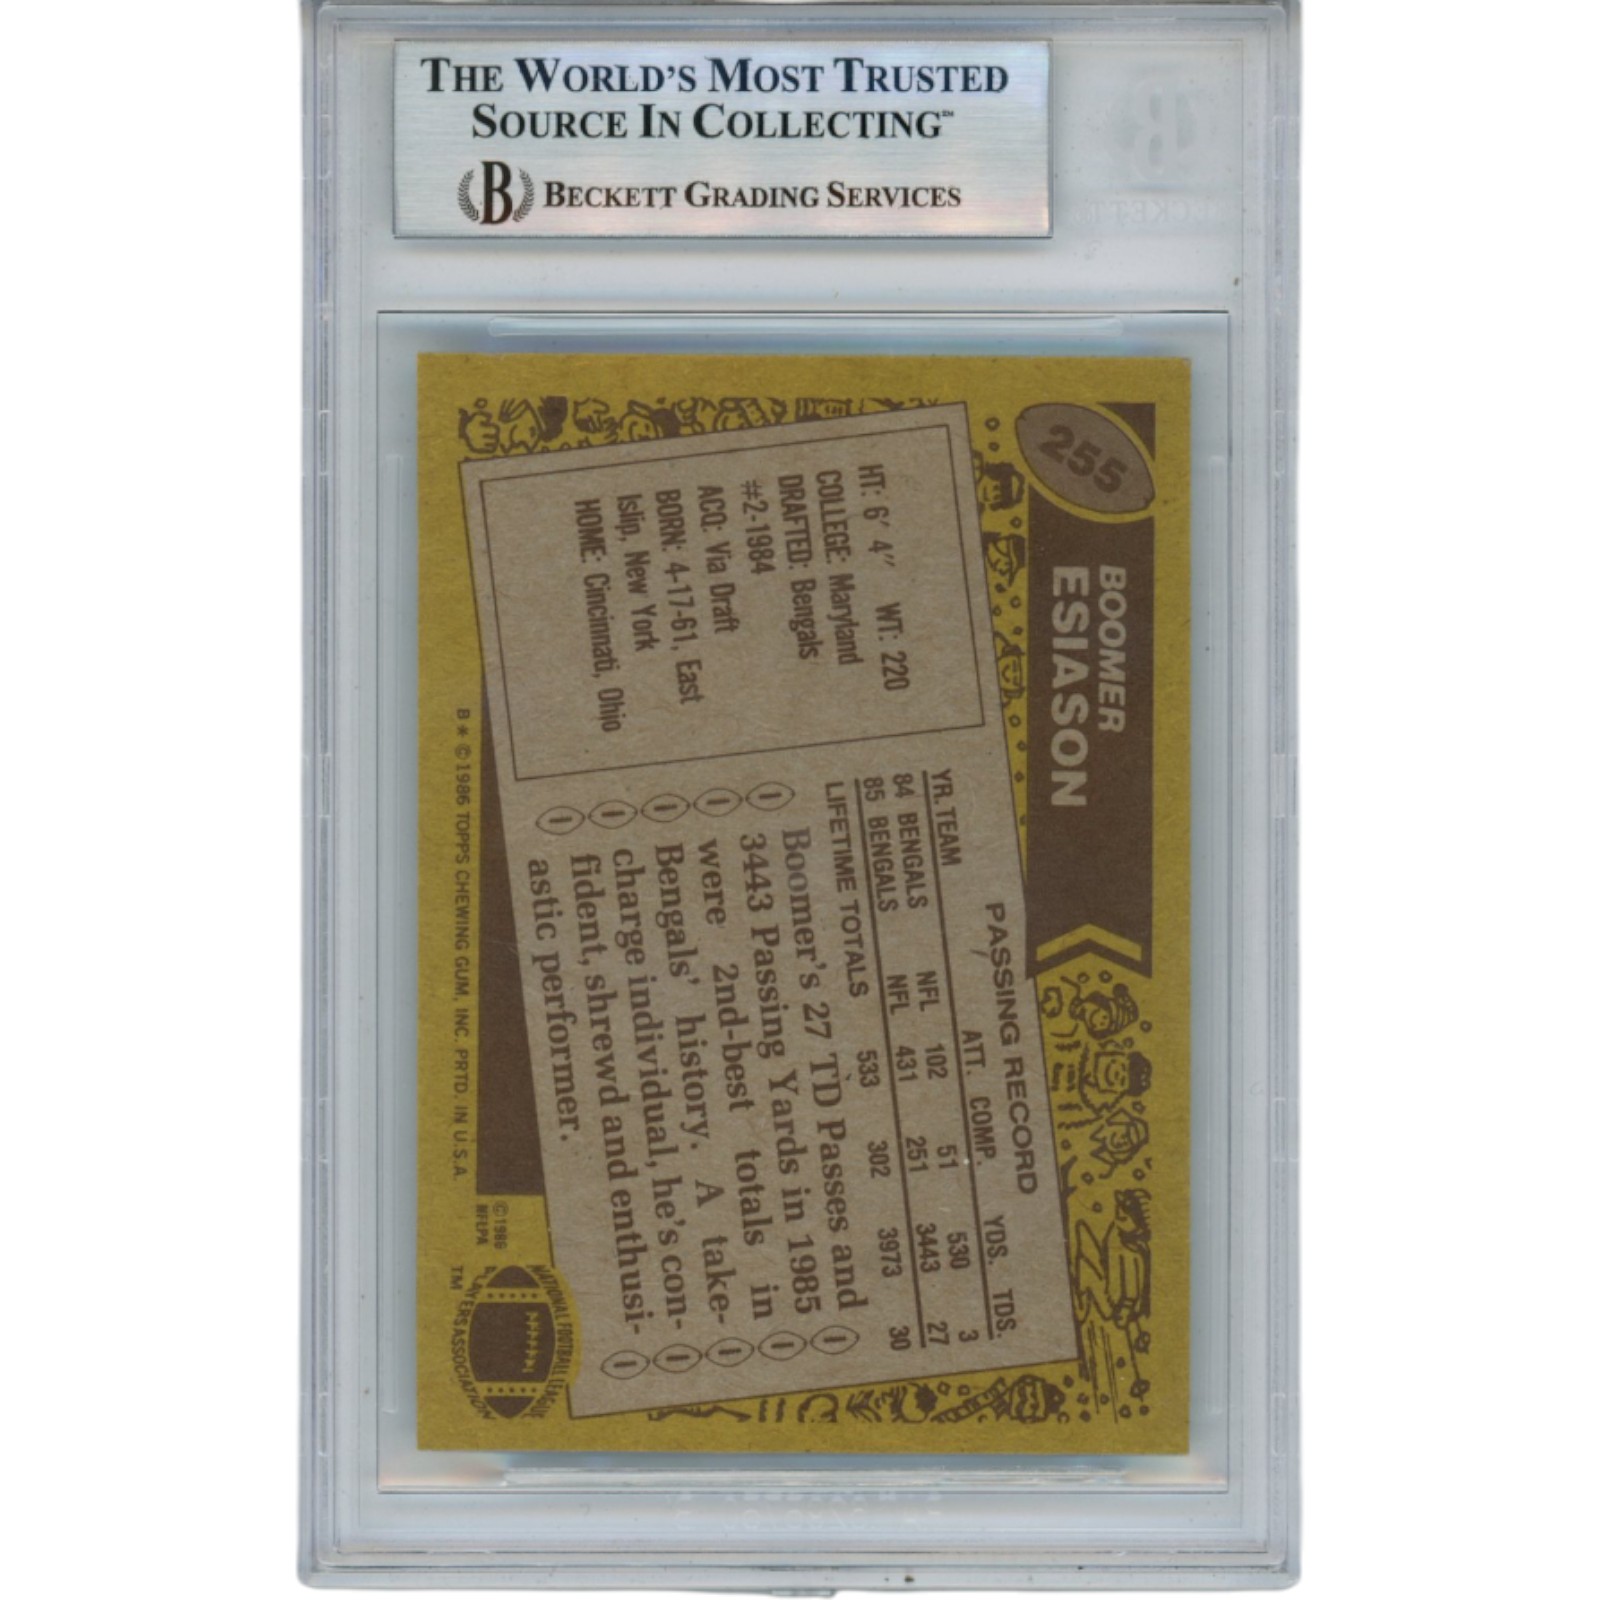 THE WORLD'S MOST TRUSTED
SOURCE IN COLLECTING™
B BECKETT GRADING SERVICES
255
BOOMER
ESIASON
HT: 6' 4" WT: 220
COLLEGE: Maryland
DRAFTED: Bengals
#2-1984
ACQ: Via Draft
BORN: 4-17-61, East
Islip, New York
HOME: Cincinnati, Ohio
PASSING RECORD
YR. TEAM ATT. COMP. YDS. TDS.
84 BENGALS NFL 102 51 530 3
85 BENGALS NFL 431 251 3443 27
LIFETIME TOTALS 533 302 3973 30
Boomer's 27 TD Passes and
3443 Passing Yards in 1985
were 2nd-best totals in
Bengals' history. A take-
charge individual, he's con-
fident, shrewd and enthusi-
astic performer.
B * © 1986 TOPPS CHEWING GUM, INC. PRTD. IN U.S.A.
© 1986
NFLPA
NATIONAL FOOTBALL LEAGUE
PLAYERS ASSOCIATION
TM